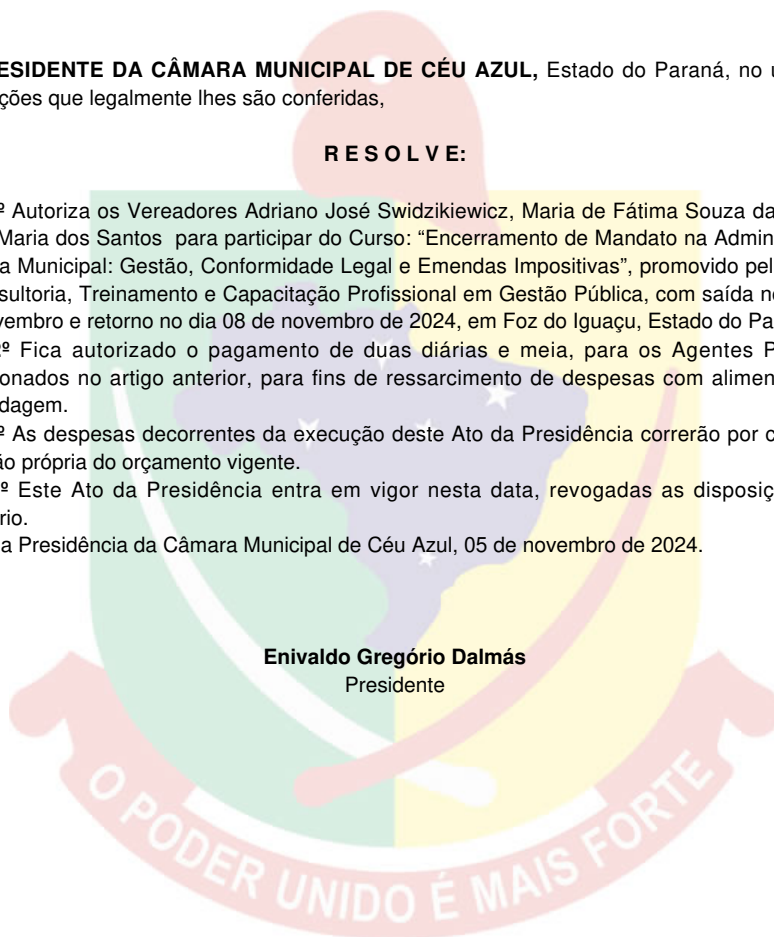 ESIDENTE DA CÂMARA MUNICIPAL DE CÉU AZUL, Estado do Paraná, no u
ções que legalmente lhes são conferidas,
R E S O L V E:
º Autoriza os Vereadores Adriano José Swidzikiewicz, Maria de Fátima Souza da
Maria dos Santos para participar do Curso: “Encerramento de Mandato na Admin
a Municipal: Gestão, Conformidade Legal e Emendas Impositivas”, promovido pel
sultoria, Treinamento e Capacitação Profissional em Gestão Pública, com saída n
vembro e retorno no dia 08 de novembro de 2024, em Foz do Iguaçu, Estado do Pa
2º Fica autorizado o pagamento de duas diárias e meia, para os Agentes P
onados no artigo anterior, para fins de ressarcimento de despesas com alimen
dagem.
º As despesas decorrentes da execução deste Ato da Presidência correrão por c
ão própria do orçamento vigente.
º Este Ato da Presidência entra em vigor nesta data, revogadas as disposiç
rio.
a Presidência da Câmara Municipal de Céu Azul, 05 de novembro de 2024.
Enivaldo Gregório Dalmás
Presidente
O PODER UNIDO É MAIS FORTE